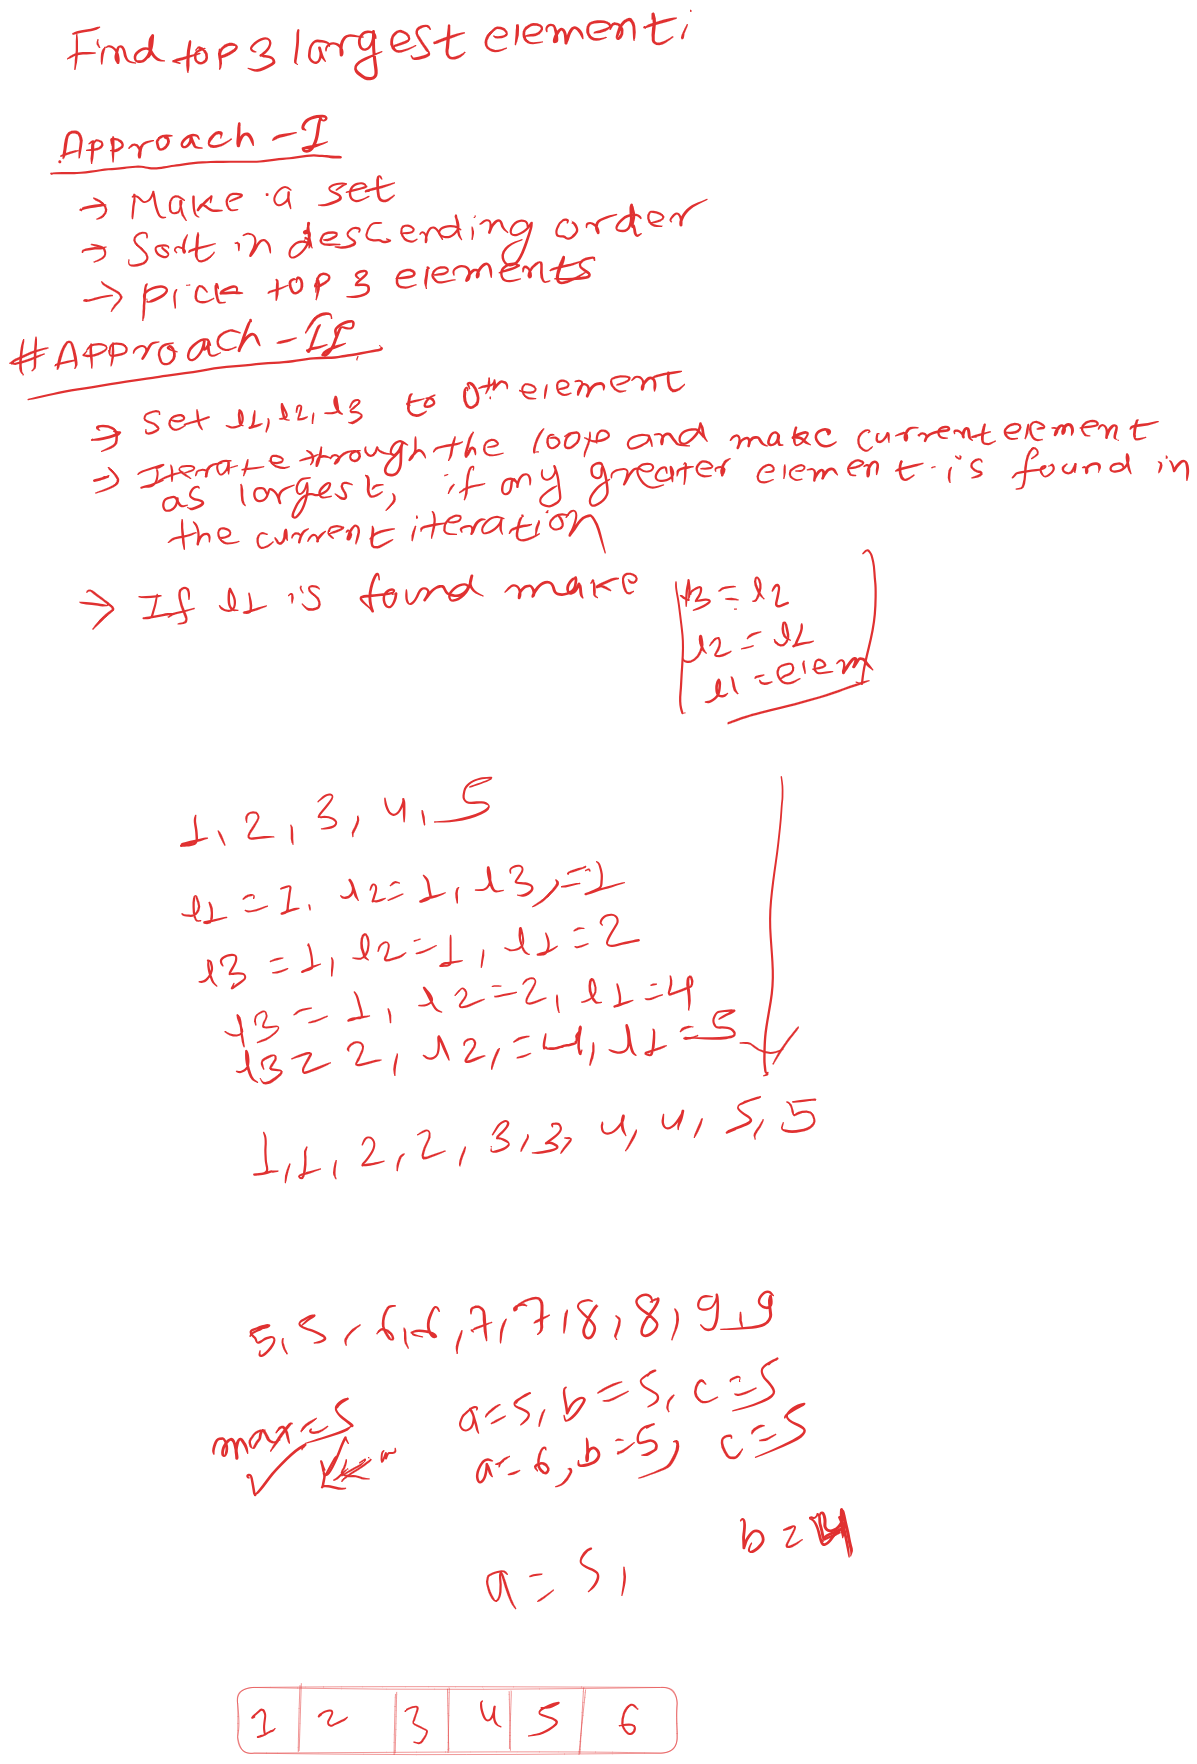 Find top 3 largest element;
Approach - I
→ Make a set
→ Sort in descending order
→ pick top 3 elements
# Approach - II
→ Set l1, l2, l3 to 0th element
→ Iterate through the loop and make current element
as largest, if any greater element is found in
the current iteration
→ If l1 is found make
l3 = l2
l2 = l1
l1 = elem
1, 2, 3, 4, 5
l1 = 1, l2 = 1, l3, = 1
l3 = 1, l2 = 1, l1 = 2
l3 = 1, l2 = 2, l1 = 4
l3 = 2, l2, = 4, l1 = 5
1, 1, 2, 2, 3, 3, 4, 4, 5, 5
5, 5, 6, 6, 7, 7, 8, 8, 9, 9
max = 5
a = 5, b = 5, c = 5
a = 6, b = 5, c = 5
b = 4
a = 5,
1 2 3 4 5 6